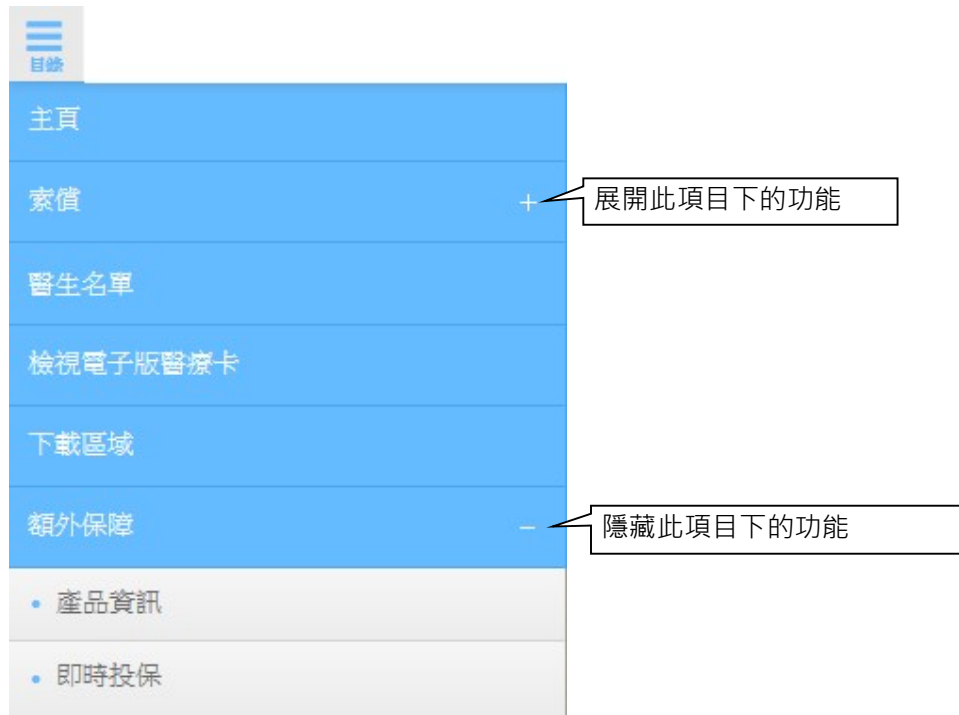 目錄
主頁
索償 +
展開此項目下的功能
醫生名單
檢視電子版醫療卡
下載區域
額外保障 −
隱藏此項目下的功能
• 產品資訊
• 即時投保